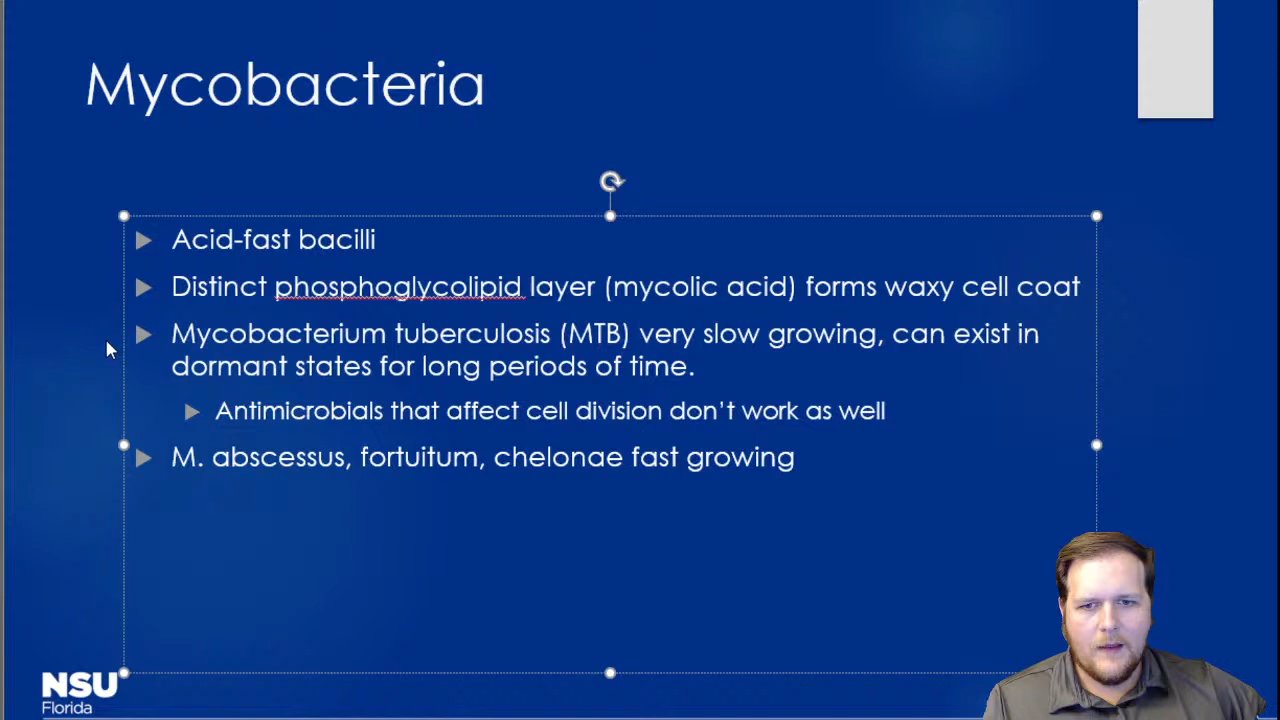 Mycobacteria
Acid-fast bacilli
Distinct phosphoglycolipid layer (mycolic acid) forms waxy cell coat
Mycobacterium tuberculosis (MTB) very slow growing, can exist in
dormant states for long periods of time.
Antimicrobials that affect cell division don't work as well
M. abscessus, fortuitum, chelonae fast growing
NSU
Florida